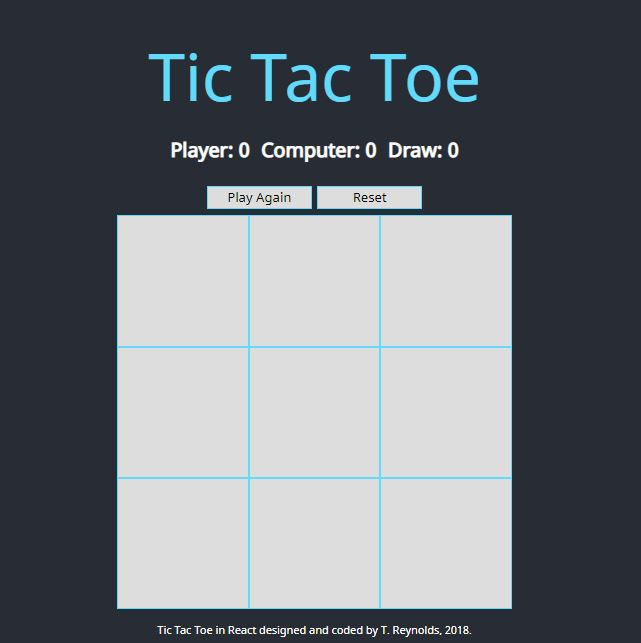 Tic Tac Toe
Player: 0 Computer: 0 Draw: 0
Play Again Reset
Tic Tac Toe in React designed and coded by T. Reynolds, 2018.